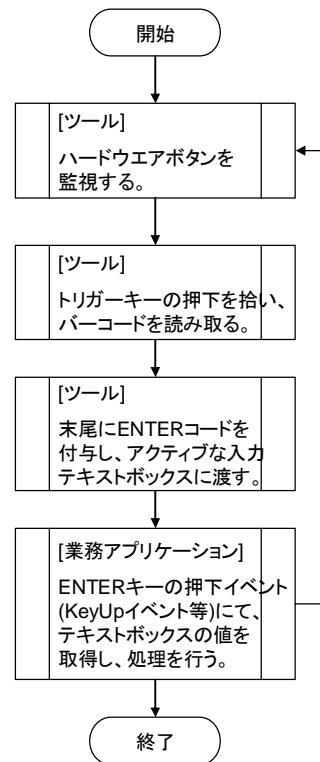 開始
[ツール]
ハードウエアボタンを
監視する。
[ツール]
トリガーキーの押下を拾い、
バーコードを読み取る。
[ツール]
末尾にENTERコードを
付与し、アクティブな入力
テキストボックスに渡す。
[業務アプリケーション]
ENTERキーの押下イベント
(KeyUpイベント等)にて、
テキストボックスの値を
取得し、処理を行う。
終了